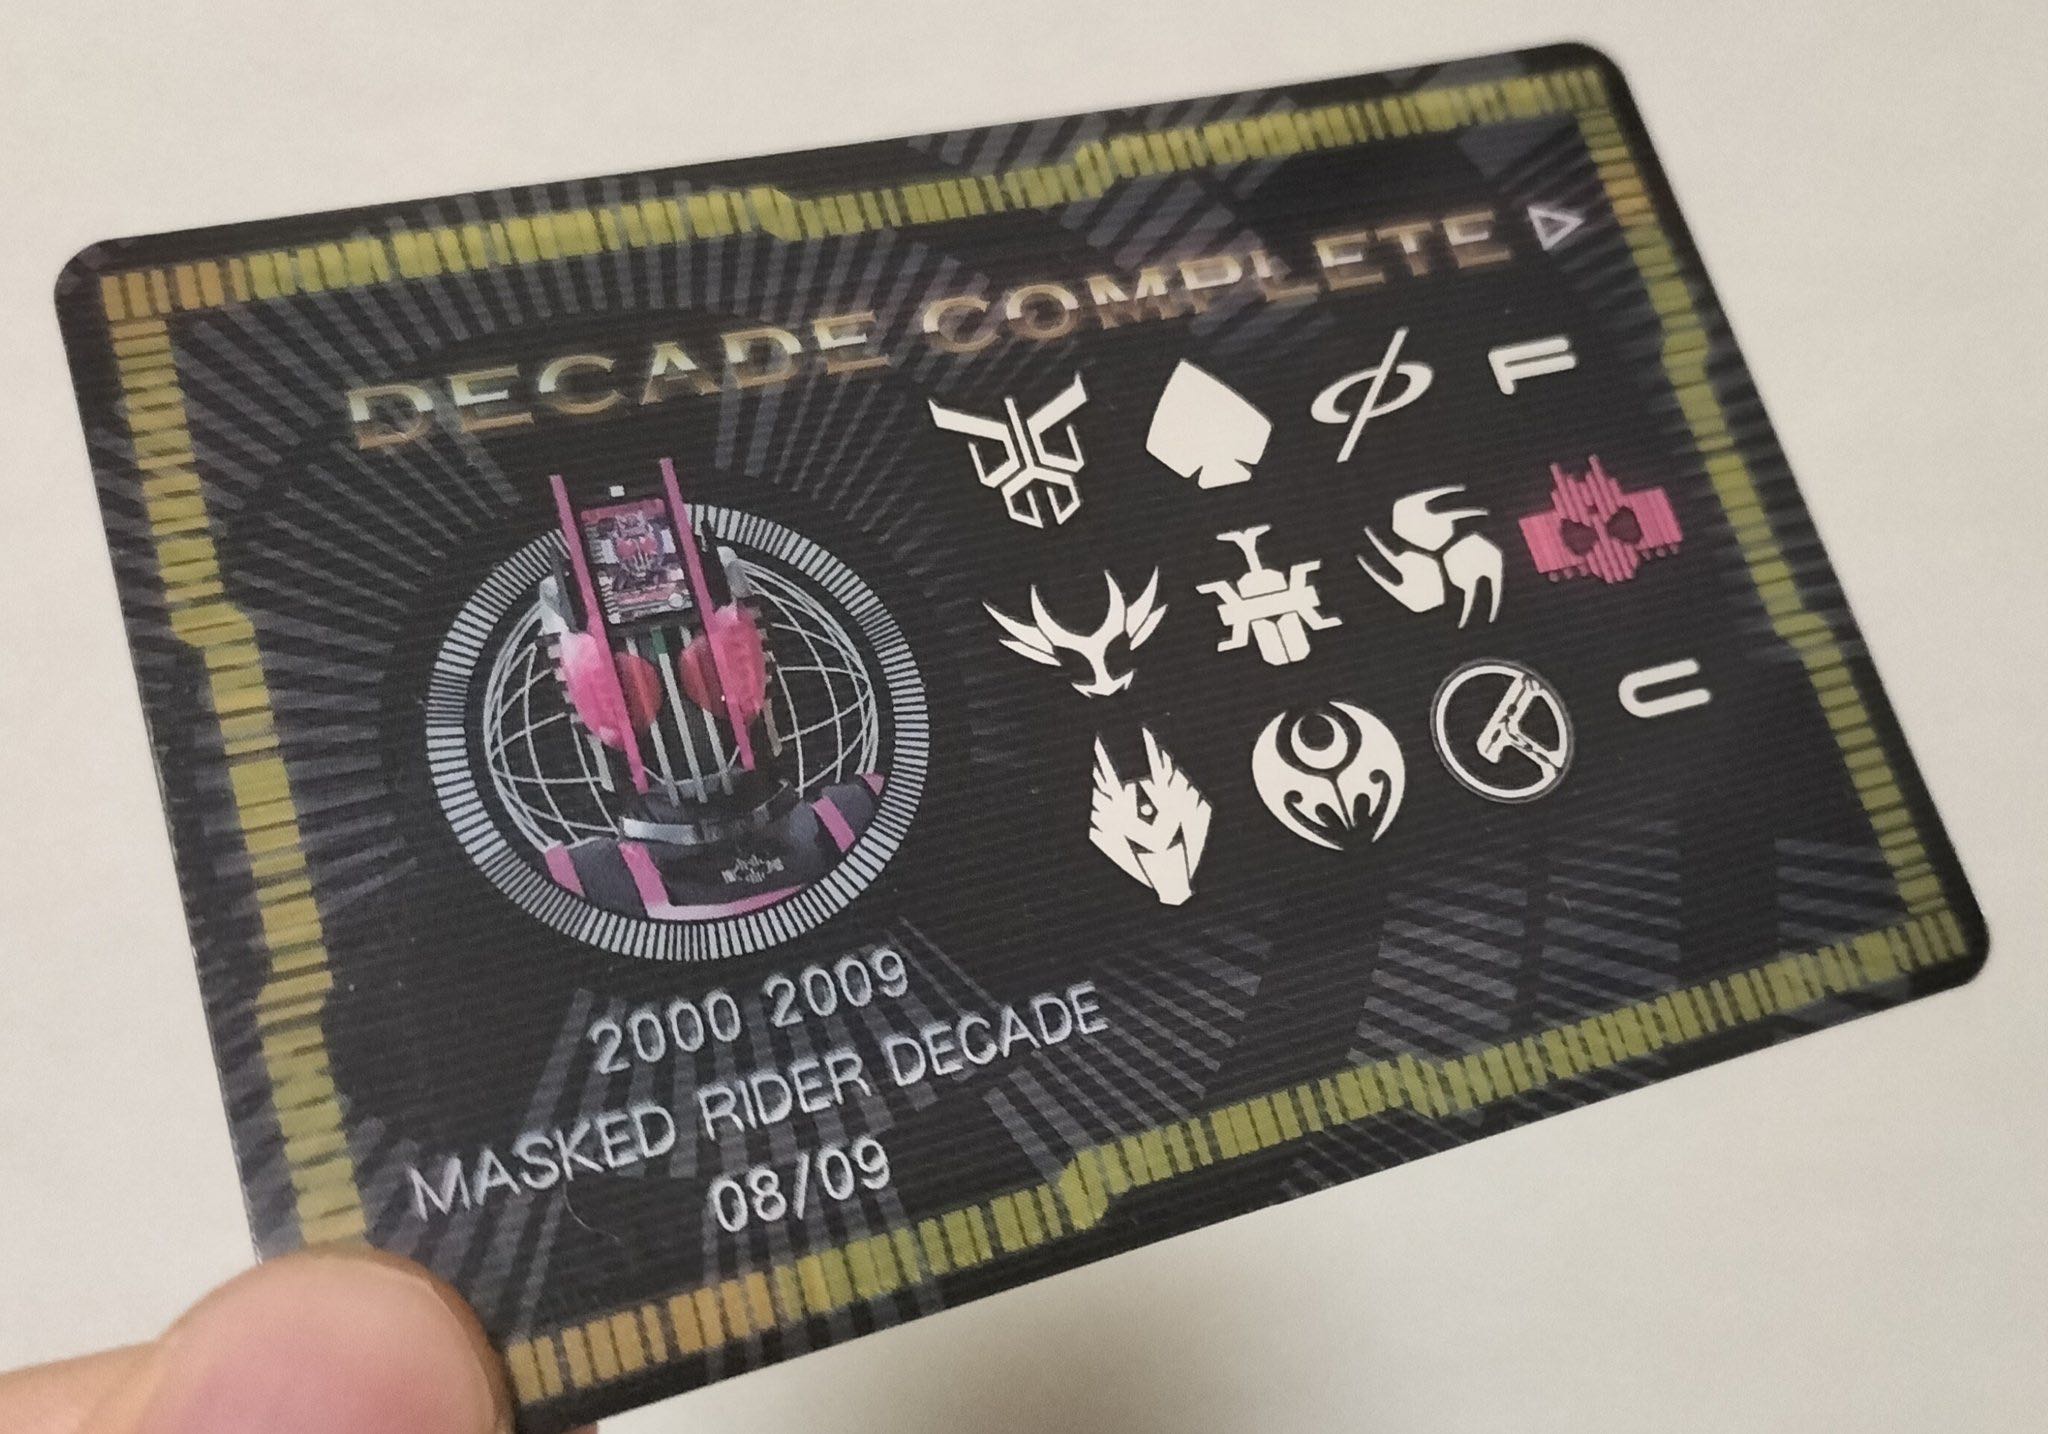 DECADE COMPLETE
F
C
2000 2009
MASKED RIDER DECADE
08/09